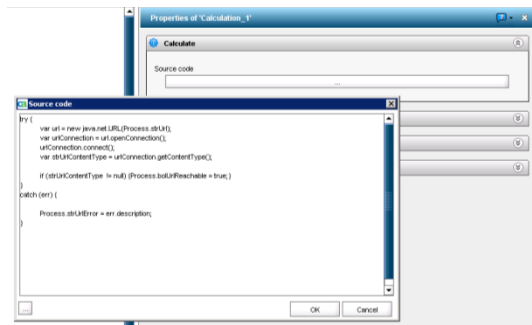 Properties of 'Calculation_1'
Calculate
Source code
...
Source code
try {
var url = new java.net.URL(Process.strUrl);
var urlConnection = url.openConnection();
urlConnection.connect();
var strUrlContentType = urlConnection.getContentType();
if (strUrlContentType != null) {Process.bolUrlReachable = true; }
}
catch (err) {
Process.strUrlError = err.description;
}
...
OK
Cancel